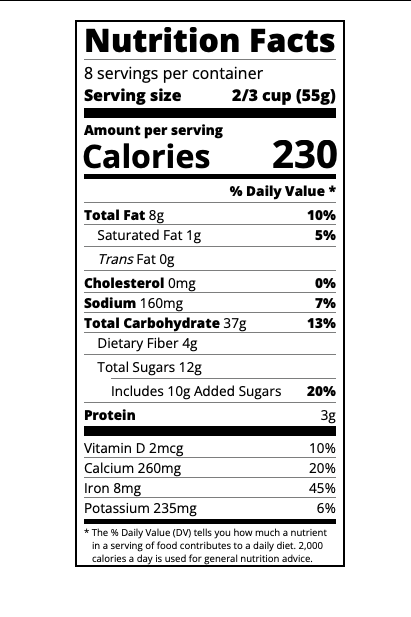 Nutrition Facts
8 servings per container
Serving size 2/3 cup (55g)
Amount per serving
Calories 230
% Daily Value *
Total Fat 8g 10%
Saturated Fat 1g 5%
Trans Fat 0g
Cholesterol 0mg 0%
Sodium 160mg 7%
Total Carbohydrate 37g 13%
Dietary Fiber 4g
Total Sugars 12g
Includes 10g Added Sugars 20%
Protein 3g
Vitamin D 2mcg 10%
Calcium 260mg 20%
Iron 8mg 45%
Potassium 235mg 6%
* The % Daily Value (DV) tells you how much a nutrient
in a serving of food contributes to a daily diet. 2,000
calories a day is used for general nutrition advice.